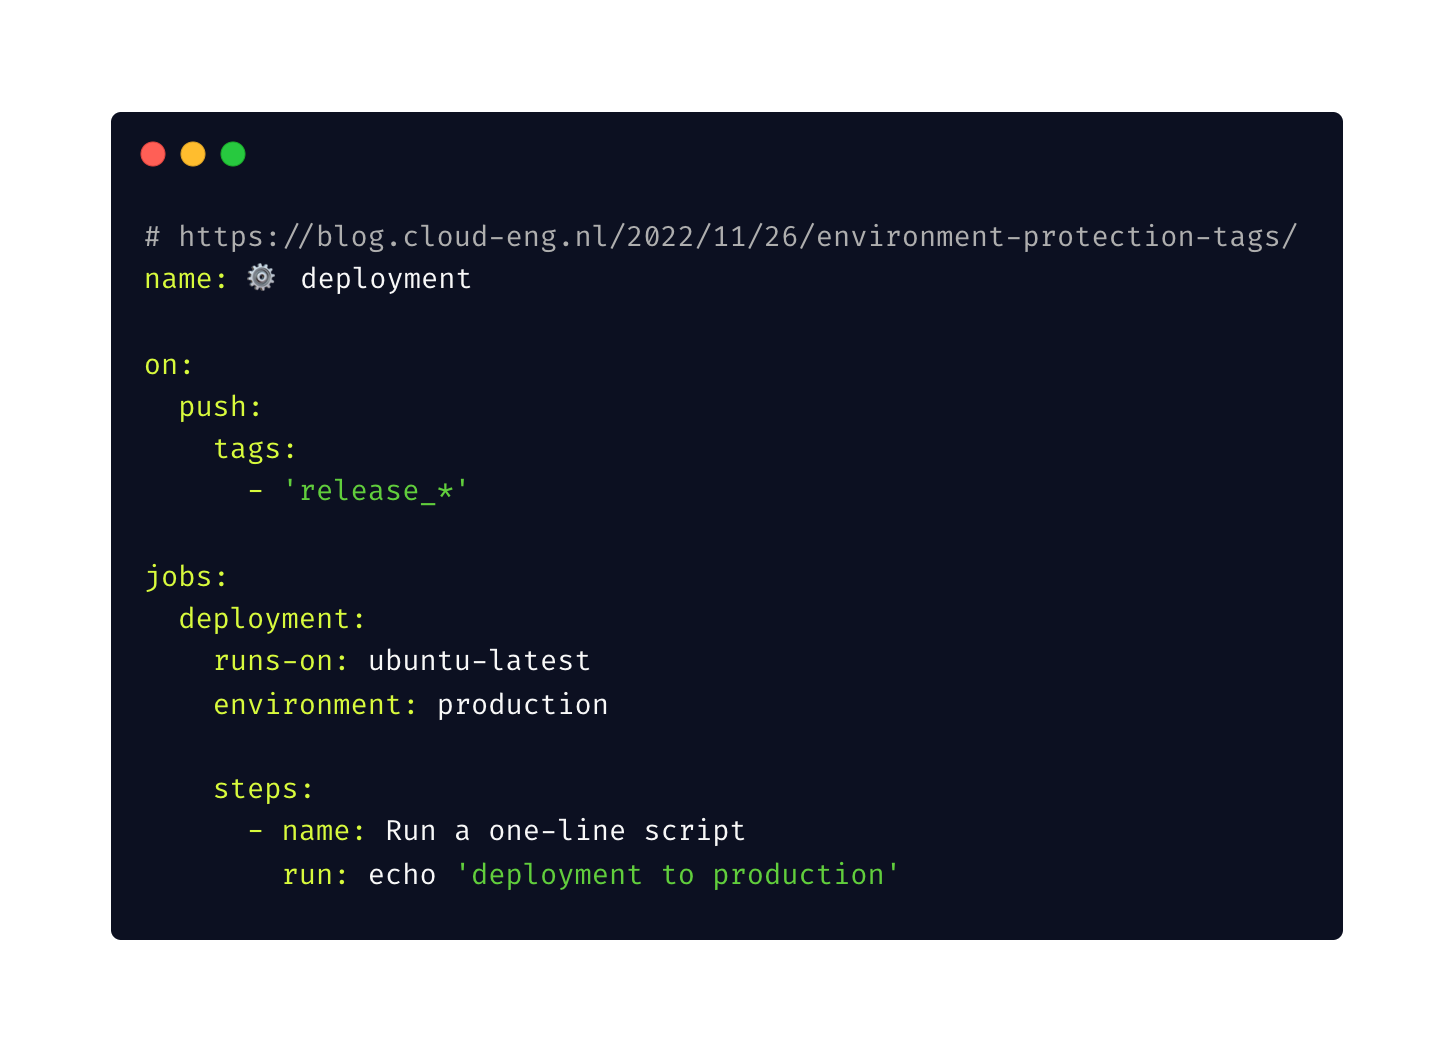 # https://blog.cloud-eng.nl/2022/11/26/environment-protection-tags/
name: ⚙️ deployment
on:
  push:
    tags:
      - 'release_*'
jobs:
  deployment:
    runs-on: ubuntu-latest
    environment: production
    steps:
      - name: Run a one-line script
        run: echo 'deployment to production'